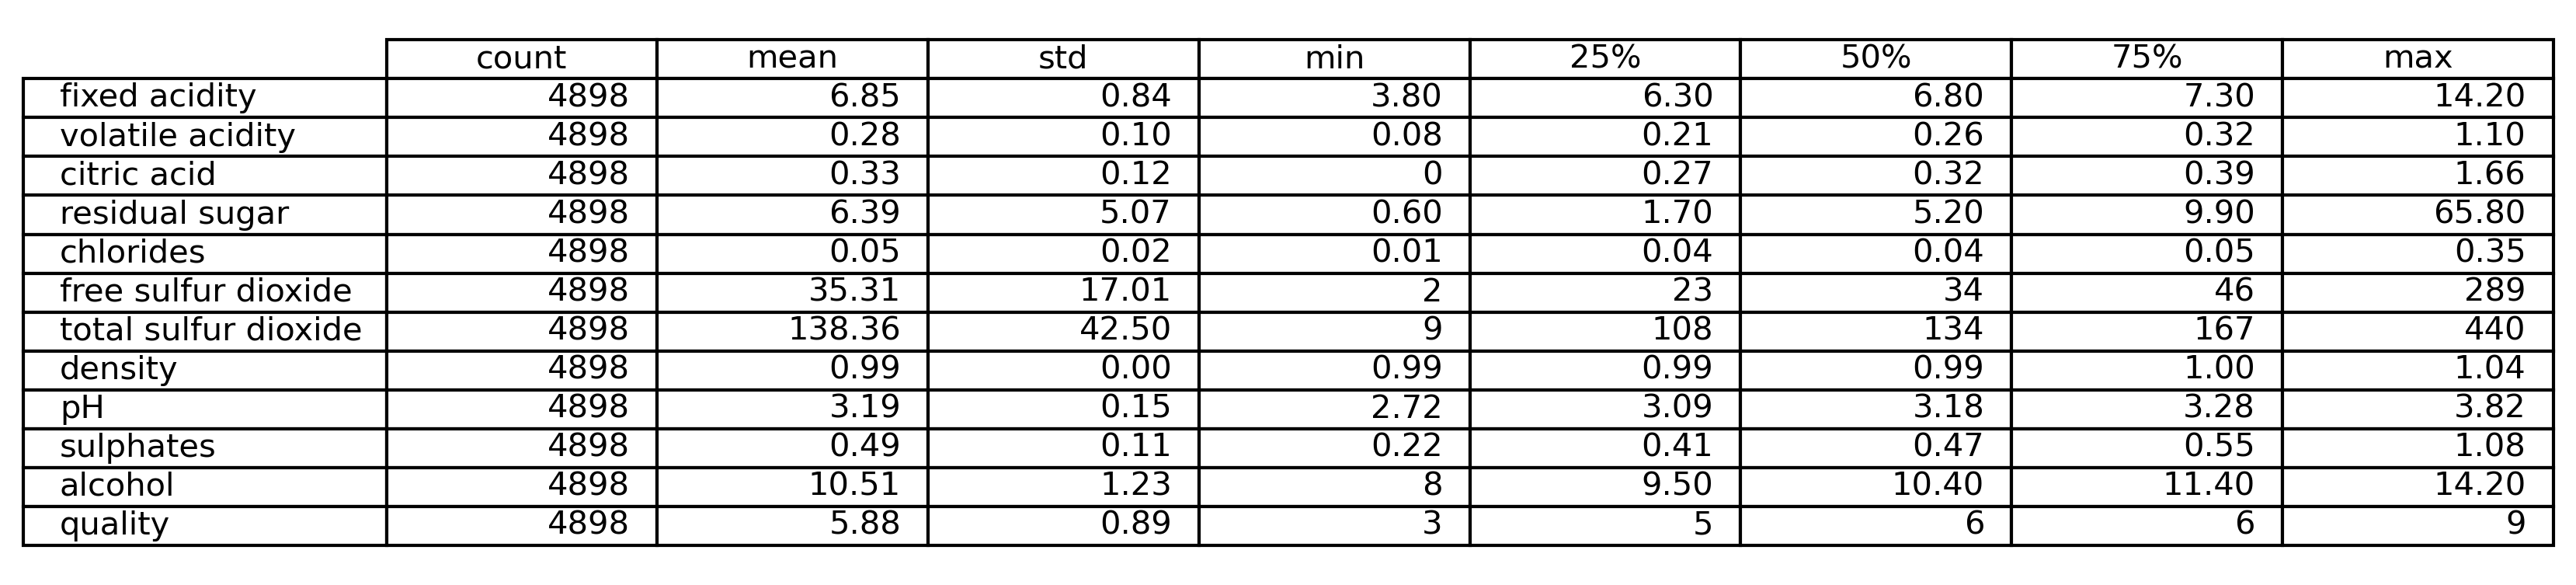 count mean std min 25% 50% 75% max
fixed acidity 4898 6.85 0.84 3.80 6.30 6.80 7.30 14.20
volatile acidity 4898 0.28 0.10 0.08 0.21 0.26 0.32 1.10
citric acid 4898 0.33 0.12 0 0.27 0.32 0.39 1.66
residual sugar 4898 6.39 5.07 0.60 1.70 5.20 9.90 65.80
chlorides 4898 0.05 0.02 0.01 0.04 0.04 0.05 0.35
free sulfur dioxide 4898 35.31 17.01 2 23 34 46 289
total sulfur dioxide 4898 138.36 42.50 9 108 134 167 440
density 4898 0.99 0.00 0.99 0.99 0.99 1.00 1.04
pH 4898 3.19 0.15 2.72 3.09 3.18 3.28 3.82
sulphates 4898 0.49 0.11 0.22 0.41 0.47 0.55 1.08
alcohol 4898 10.51 1.23 8 9.50 10.40 11.40 14.20
quality 4898 5.88 0.89 3 5 6 6 9